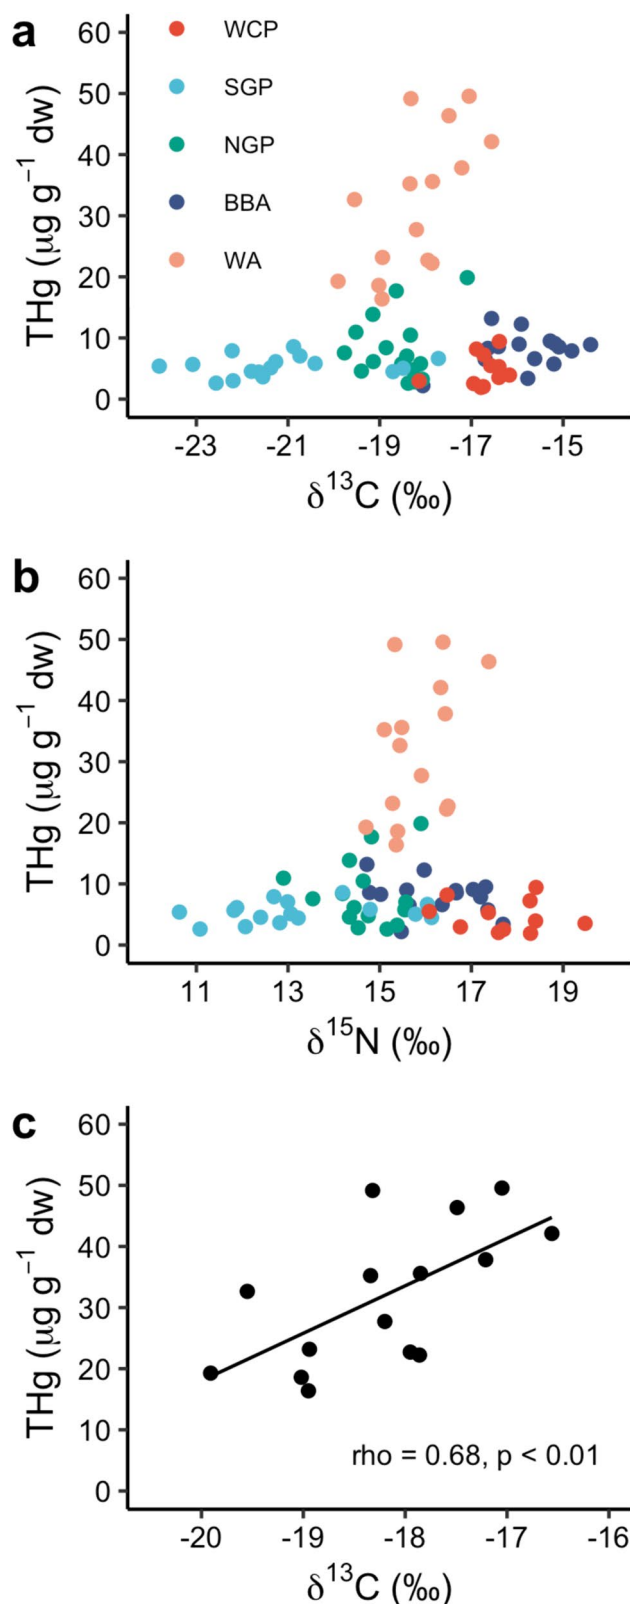 a
THg (μg g⁻¹ dw)
60
50
40
30
20
10
0
WCP
SGP
NGP
BBA
WA
-23 -21 -19 -17 -15
δ¹³C (‰)
b
THg (μg g⁻¹ dw)
60
50
40
30
20
10
0
11 13 15 17 19
δ¹⁵N (‰)
c
THg (μg g⁻¹ dw)
60
50
40
30
20
10
0
rho = 0.68, p < 0.01
-20 -19 -18 -17 -16
δ¹³C (‰)